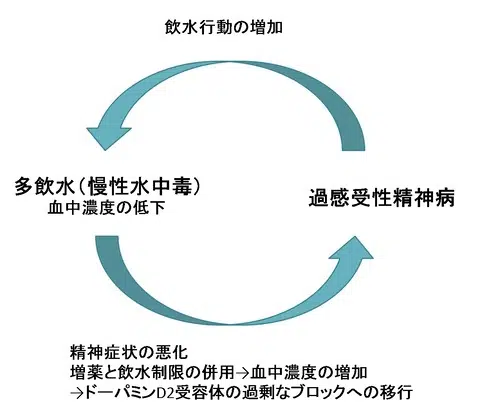 飲水行動の増加
多飲水(慢性水中毒)
血中濃度の低下
過感受性精神病
精神症状の悪化
増薬と飲水制限の併用→血中濃度の増加
→ドーパミンD2受容体の過剰なブロックへの移行